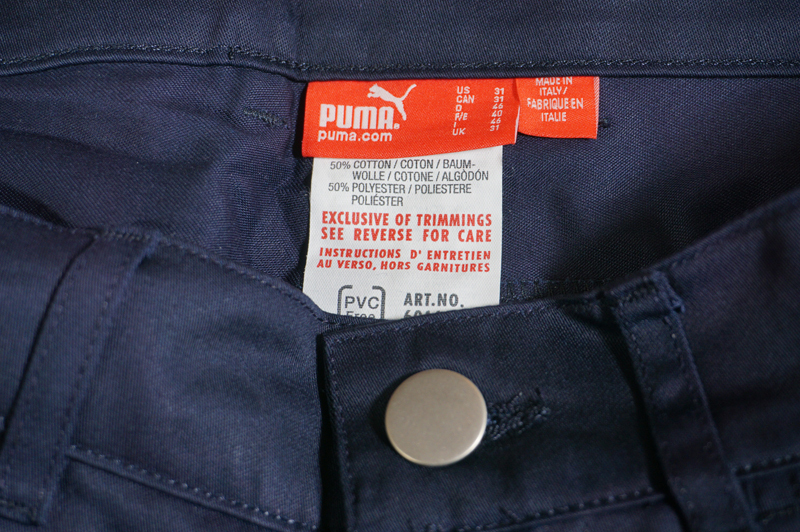 PUMA®
puma.com
US 31
CAN 31
D 46
F/E 40
I 46
UK 31
MADE IN
ITALY/
FABRIQUE EN
ITALIE
50% COTTON / COTON / BAUM-
WOLLE / COTONE / ALGODÓN
50% POLYESTER / POLIESTERE
POLIÉSTER
EXCLUSIVE OF TRIMMINGS
SEE REVERSE FOR CARE
INSTRUCTIONS D' ENTRETIEN
AU VERSO, HORS GARNITURES
PVC
Free
ART.NO.